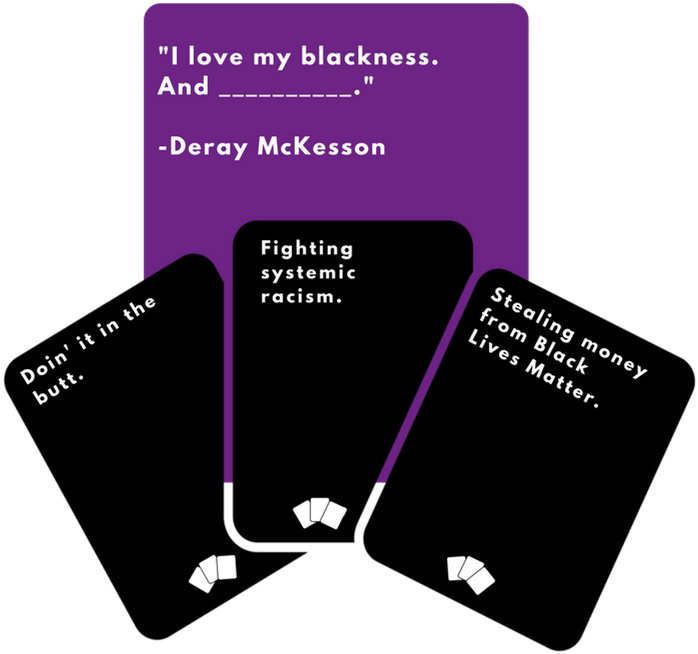 "I love my blackness.
And __________."
-Deray McKesson
Doin' it in the
butt.
Fighting
systemic
racism.
Stealing money
from Black
Lives Matter.